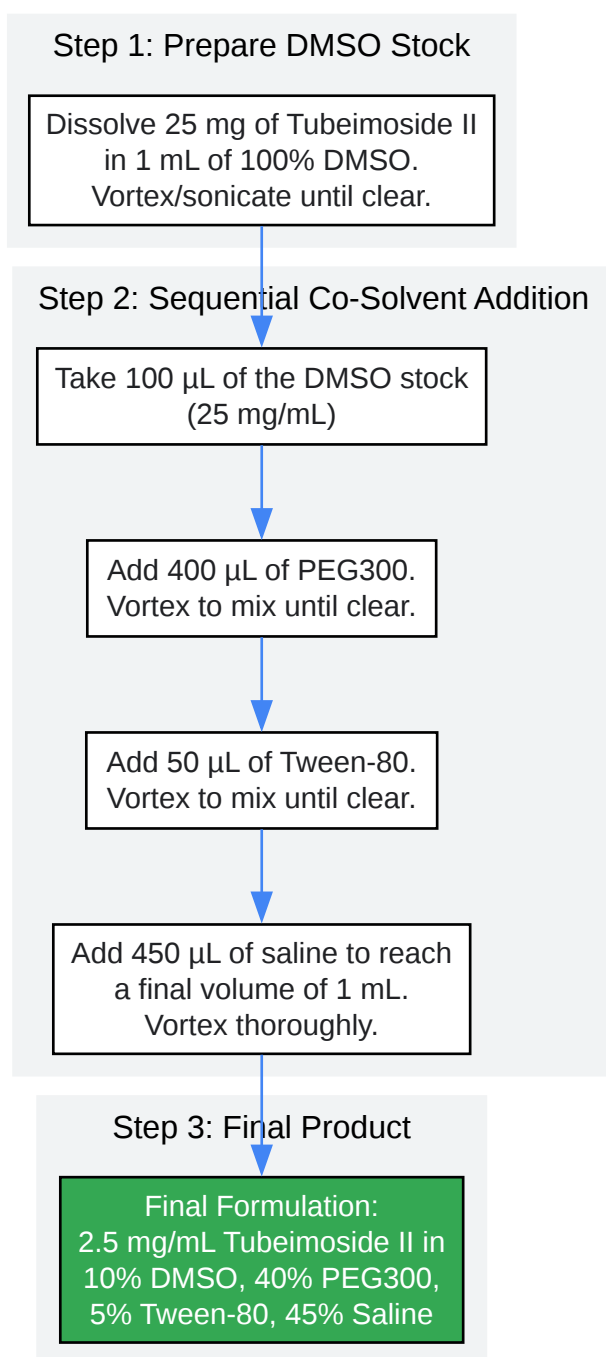 Step 1: Prepare DMSO Stock
Dissolve 25 mg of Tubeimoside II
in 1 mL of 100% DMSO.
Vortex/sonicate until clear.
Step 2: Sequential Co-Solvent Addition
Take 100 µL of the DMSO stock
(25 mg/mL)
Add 400 µL of PEG300.
Vortex to mix until clear.
Add 50 µL of Tween-80.
Vortex to mix until clear.
Add 450 µL of saline to reach
a final volume of 1 mL.
Vortex thoroughly.
Step 3: Final Product
Final Formulation:
2.5 mg/mL Tubeimoside II in
10% DMSO, 40% PEG300,
5% Tween-80, 45% Saline